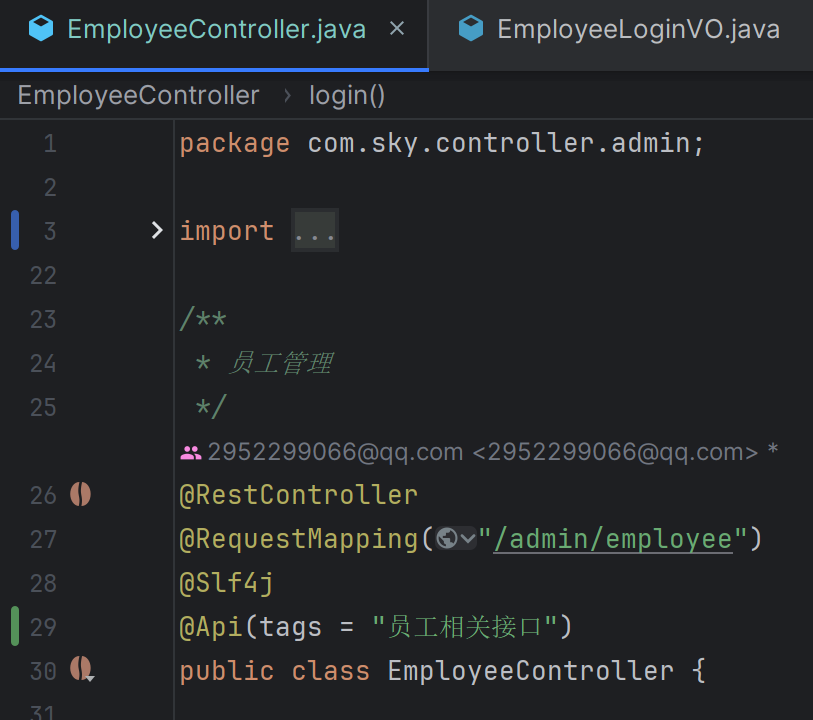 EmployeeController.java
EmployeeLoginVO.java
EmployeeController › login()
1 package com.sky.controller.admin;
2
3 import ...
22
23 /**
24 * 员工管理
25 */
2952299066@qq.com <2952299066@qq.com> *
26 @RestController
27 @RequestMapping("/admin/employee")
28 @Slf4j
29 @Api(tags = "员工相关接口")
30 public class EmployeeController {
31